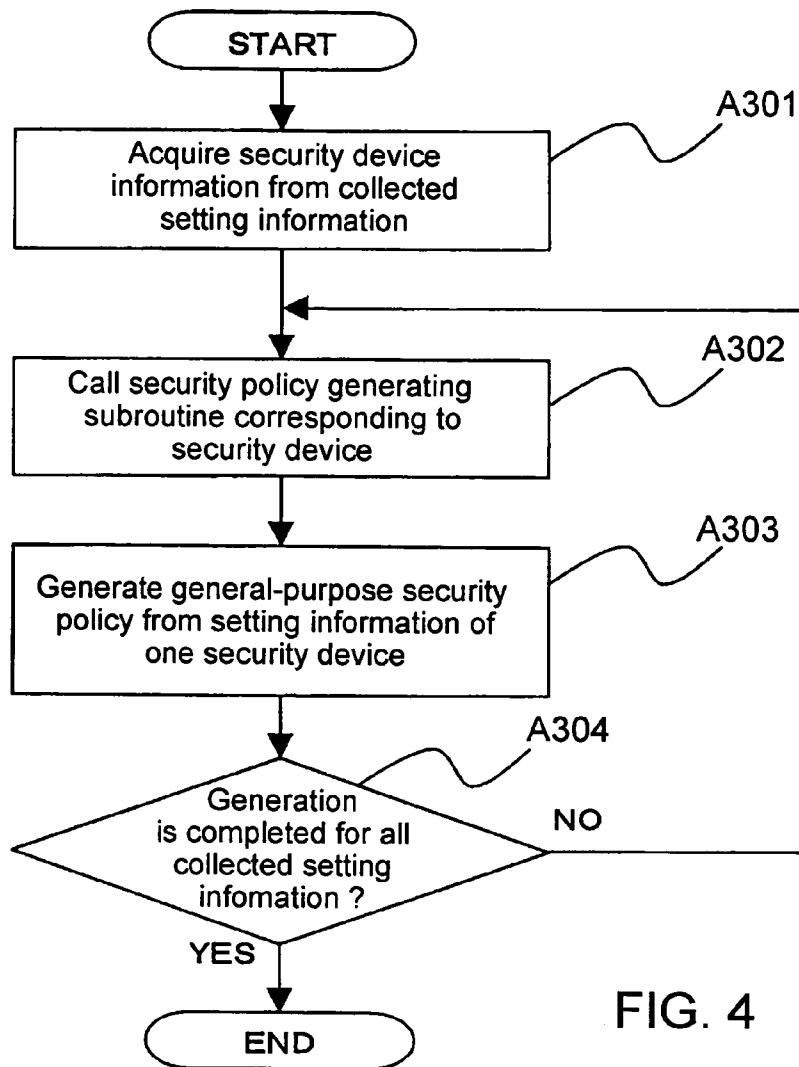 START
A301
Acquire security device
information from collected
setting information
A302
Call security policy generating
subroutine corresponding to
security device
A303
Generate general-purpose security
policy from setting information of
one security device
A304
Generation
is completed for all
collected setting
infomation ?
NO
YES
END
FIG. 4